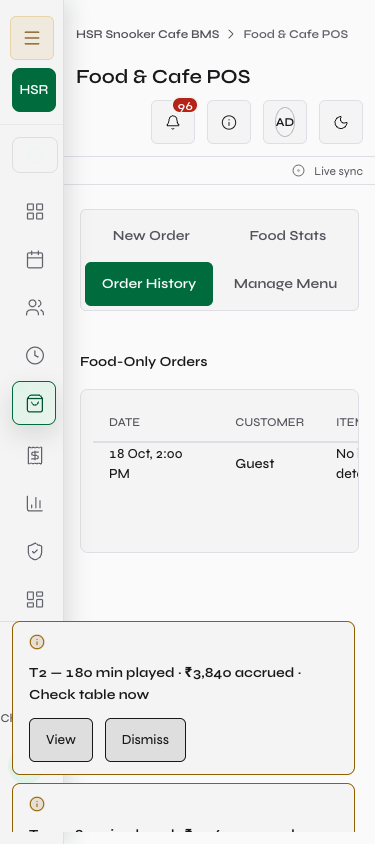 HSR Snooker Cafe BMS > Food & Cafe POS
HSR
Food & Cafe POS
96
AD
Live sync
New Order
Food Stats
Order History
Manage Menu
Food-Only Orders
DATE CUSTOMER ITEM
18 Oct, 2:00 PM
Guest
No
dete
T2 — 180 min played · ₹3,840 accrued ·
Check table now
View
Dismiss